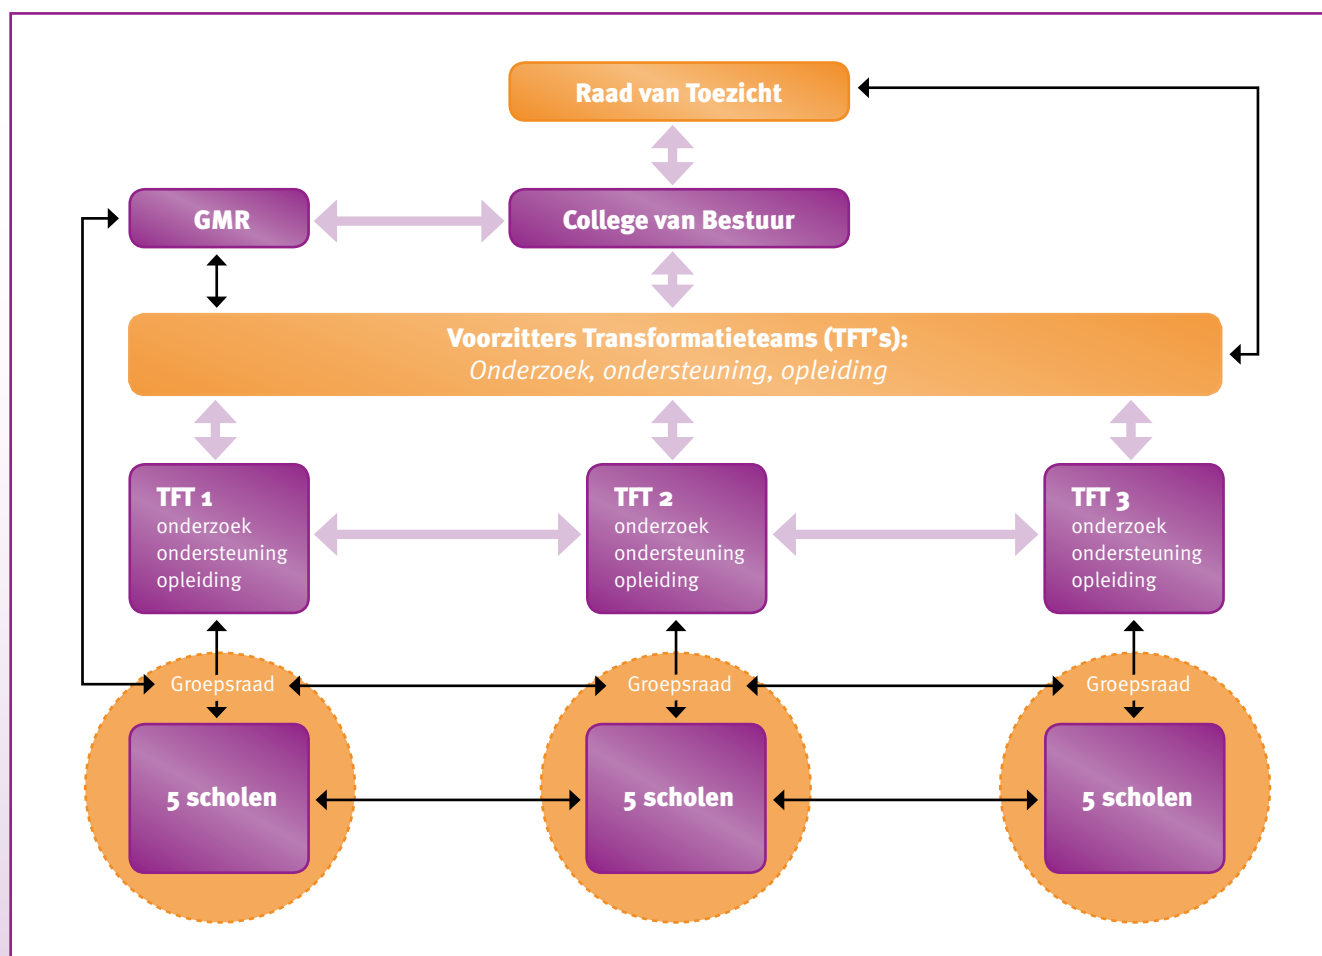 Raad van Toezicht
GMR
College van Bestuur
Voorzitters Transformatieteams (TFT's):
Onderzoek, ondersteuning, opleiding
TFT 1
onderzoek
ondersteuning
opleiding
TFT 2
onderzoek
ondersteuning
opleiding
TFT 3
onderzoek
ondersteuning
opleiding
Groepsraad
Groepsraad
Groepsraad
5 scholen
5 scholen
5 scholen